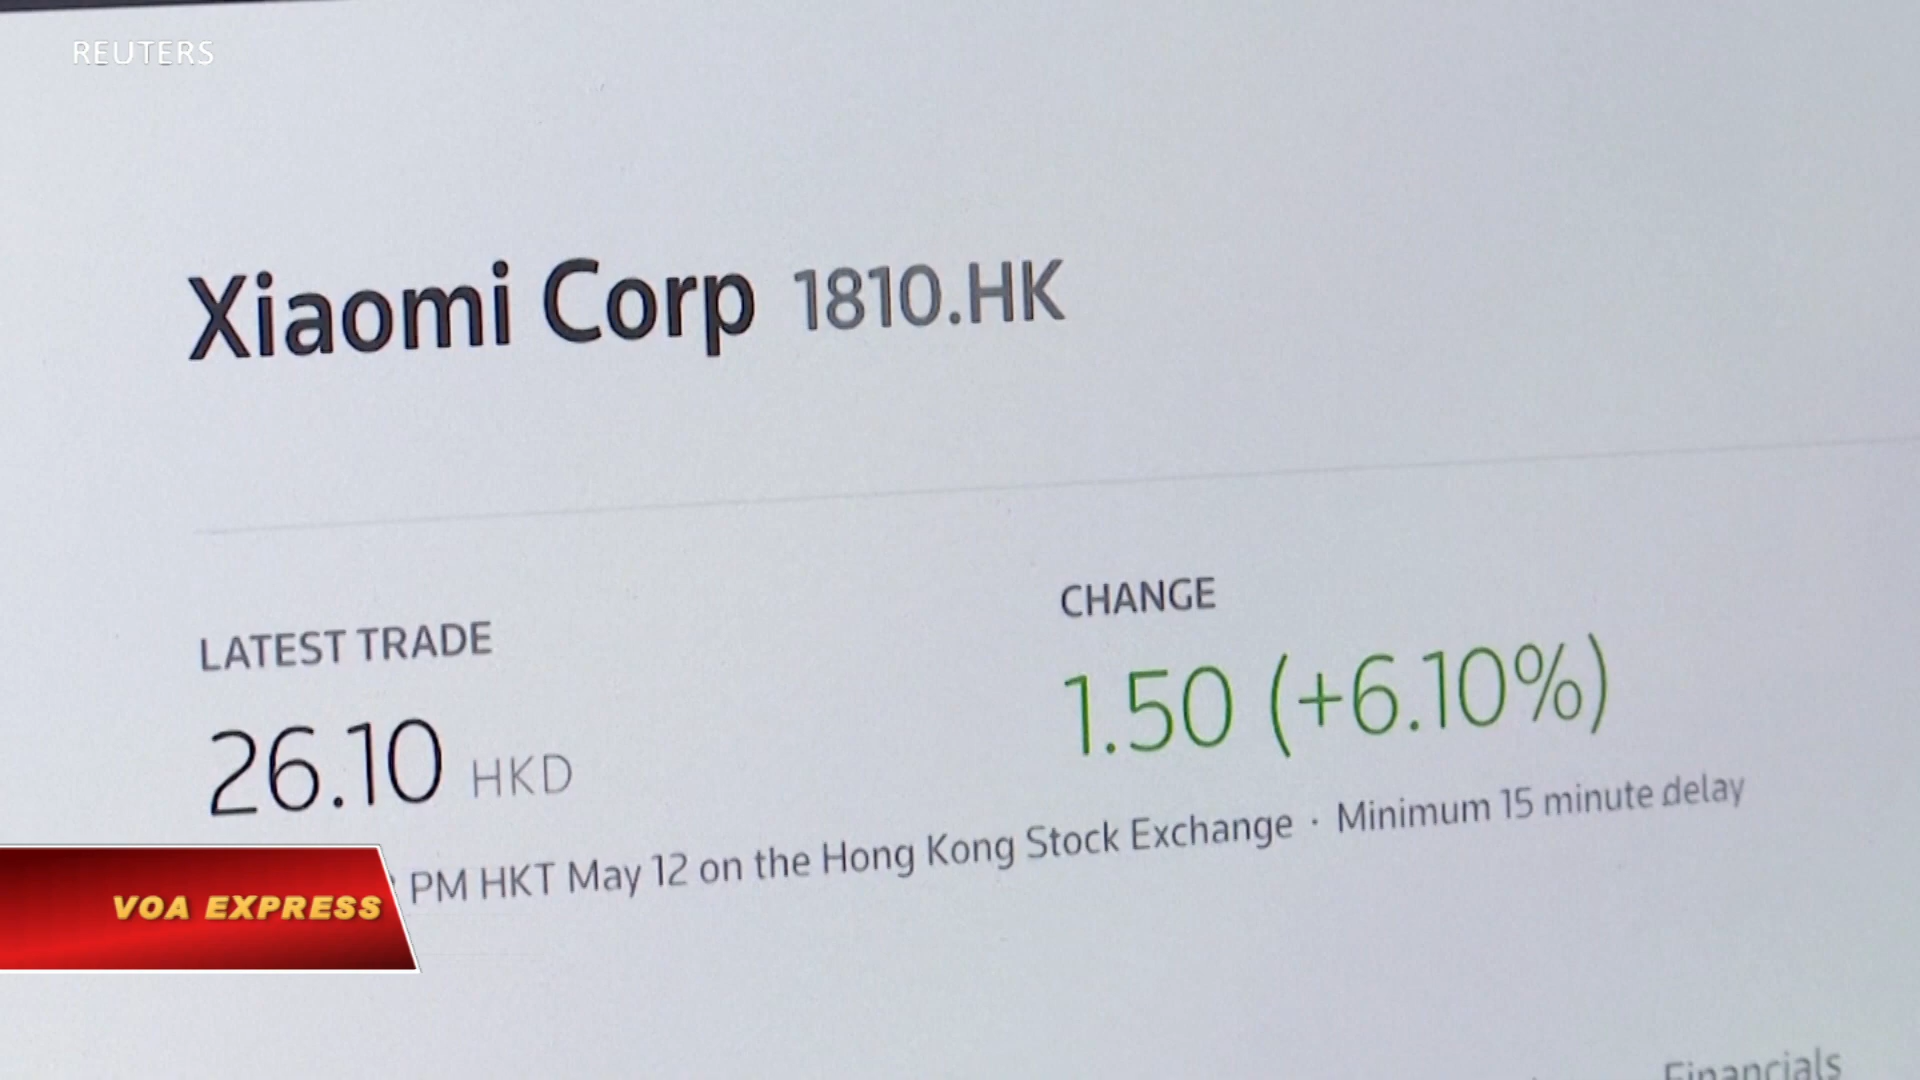 REUTERS
Xiaomi Corp 1810.HK
LATEST TRADE
26.10 HKD
CHANGE
1.50 (+6.10%)
PM HKT May 12 on the Hong Kong Stock Exchange · Minimum 15 minute delay
VOA EXPRESS
Financials